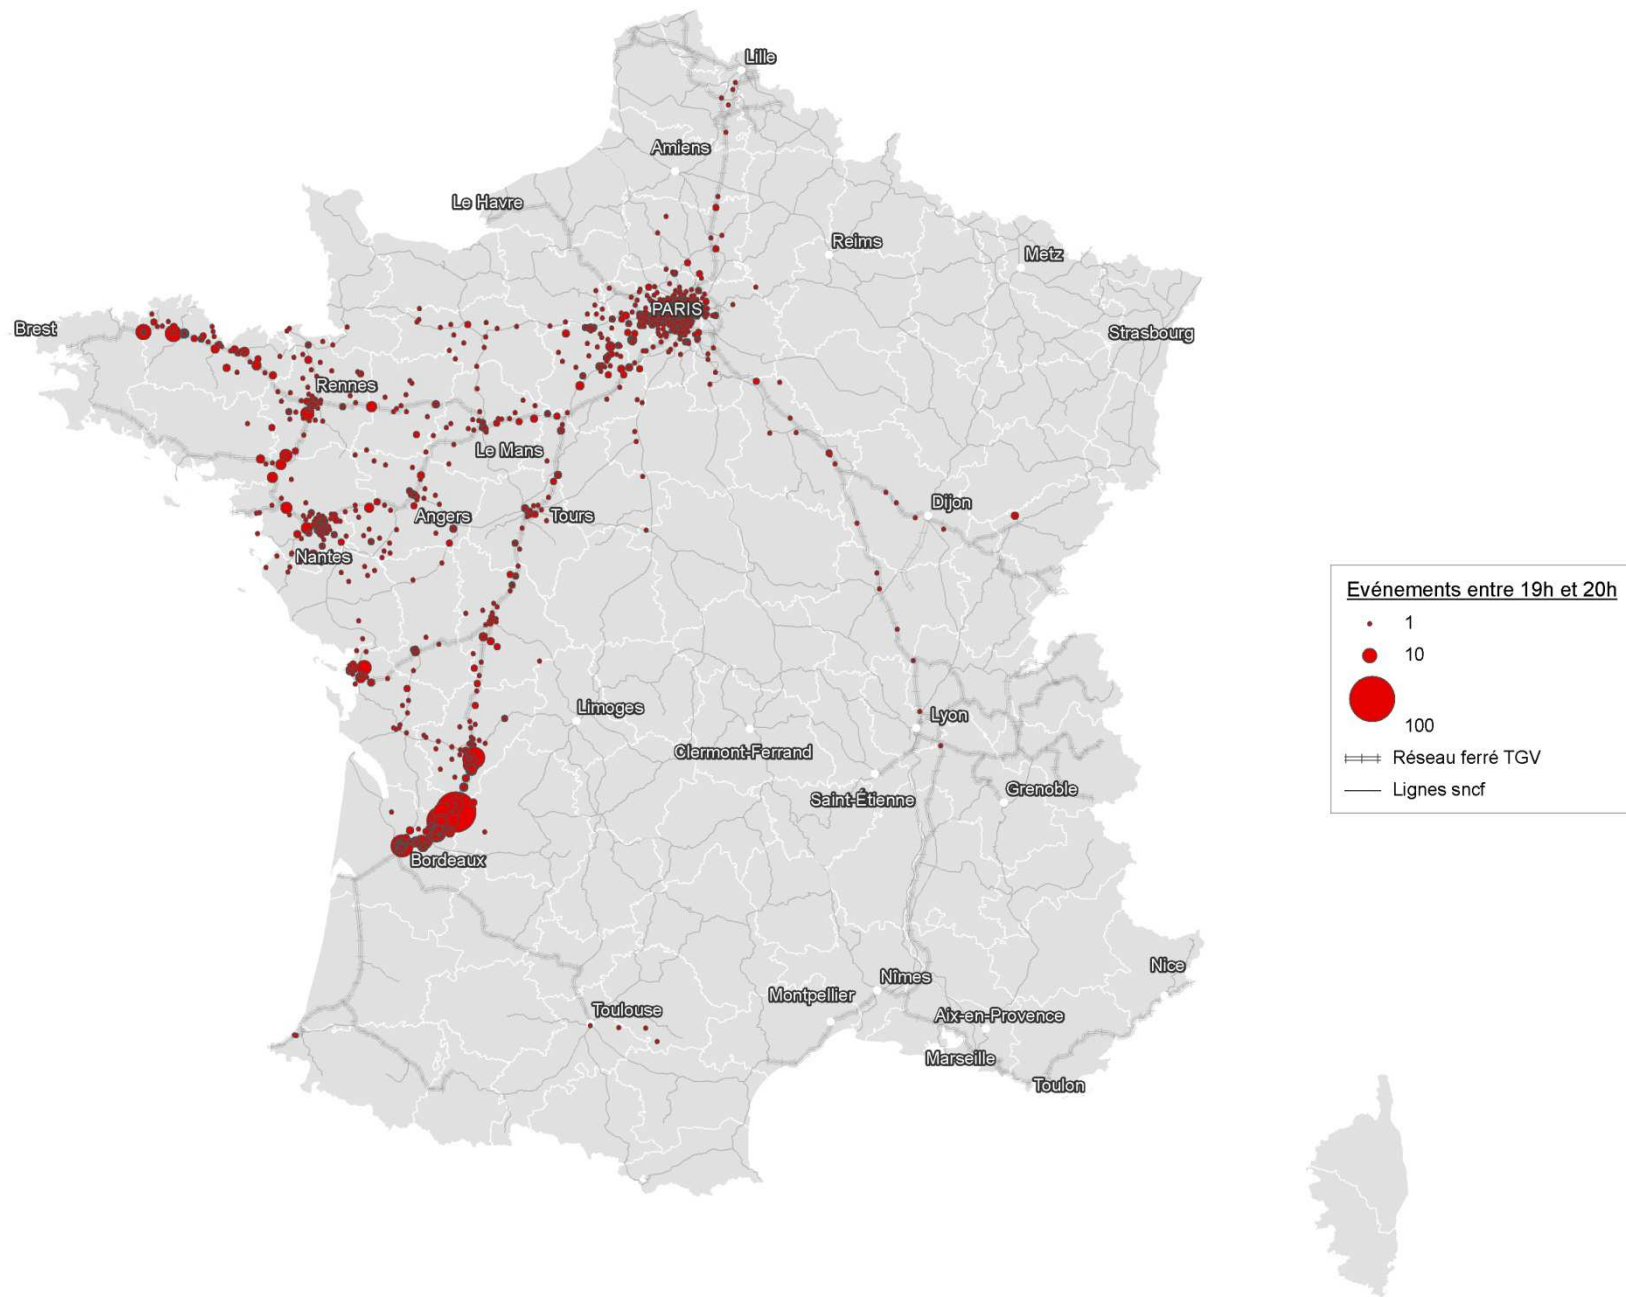 Lille
Amiens
Le Havre
Reims
Metz
PARIS
Brest
Strasbourg
Rennes
Le Mans
Dijon
Angers
Tours
Nantes
Limoges
Lyon
Clermont-Ferrand
Saint-Étienne
Grenoble
Bordeaux
Nice
Nîmes
Montpellier
Toulouse
Aix-en-Provence
Marseille
Toulon
Evénements entre 19h et 20h
1
10
100
Réseau ferré TGV
Lignes sncf